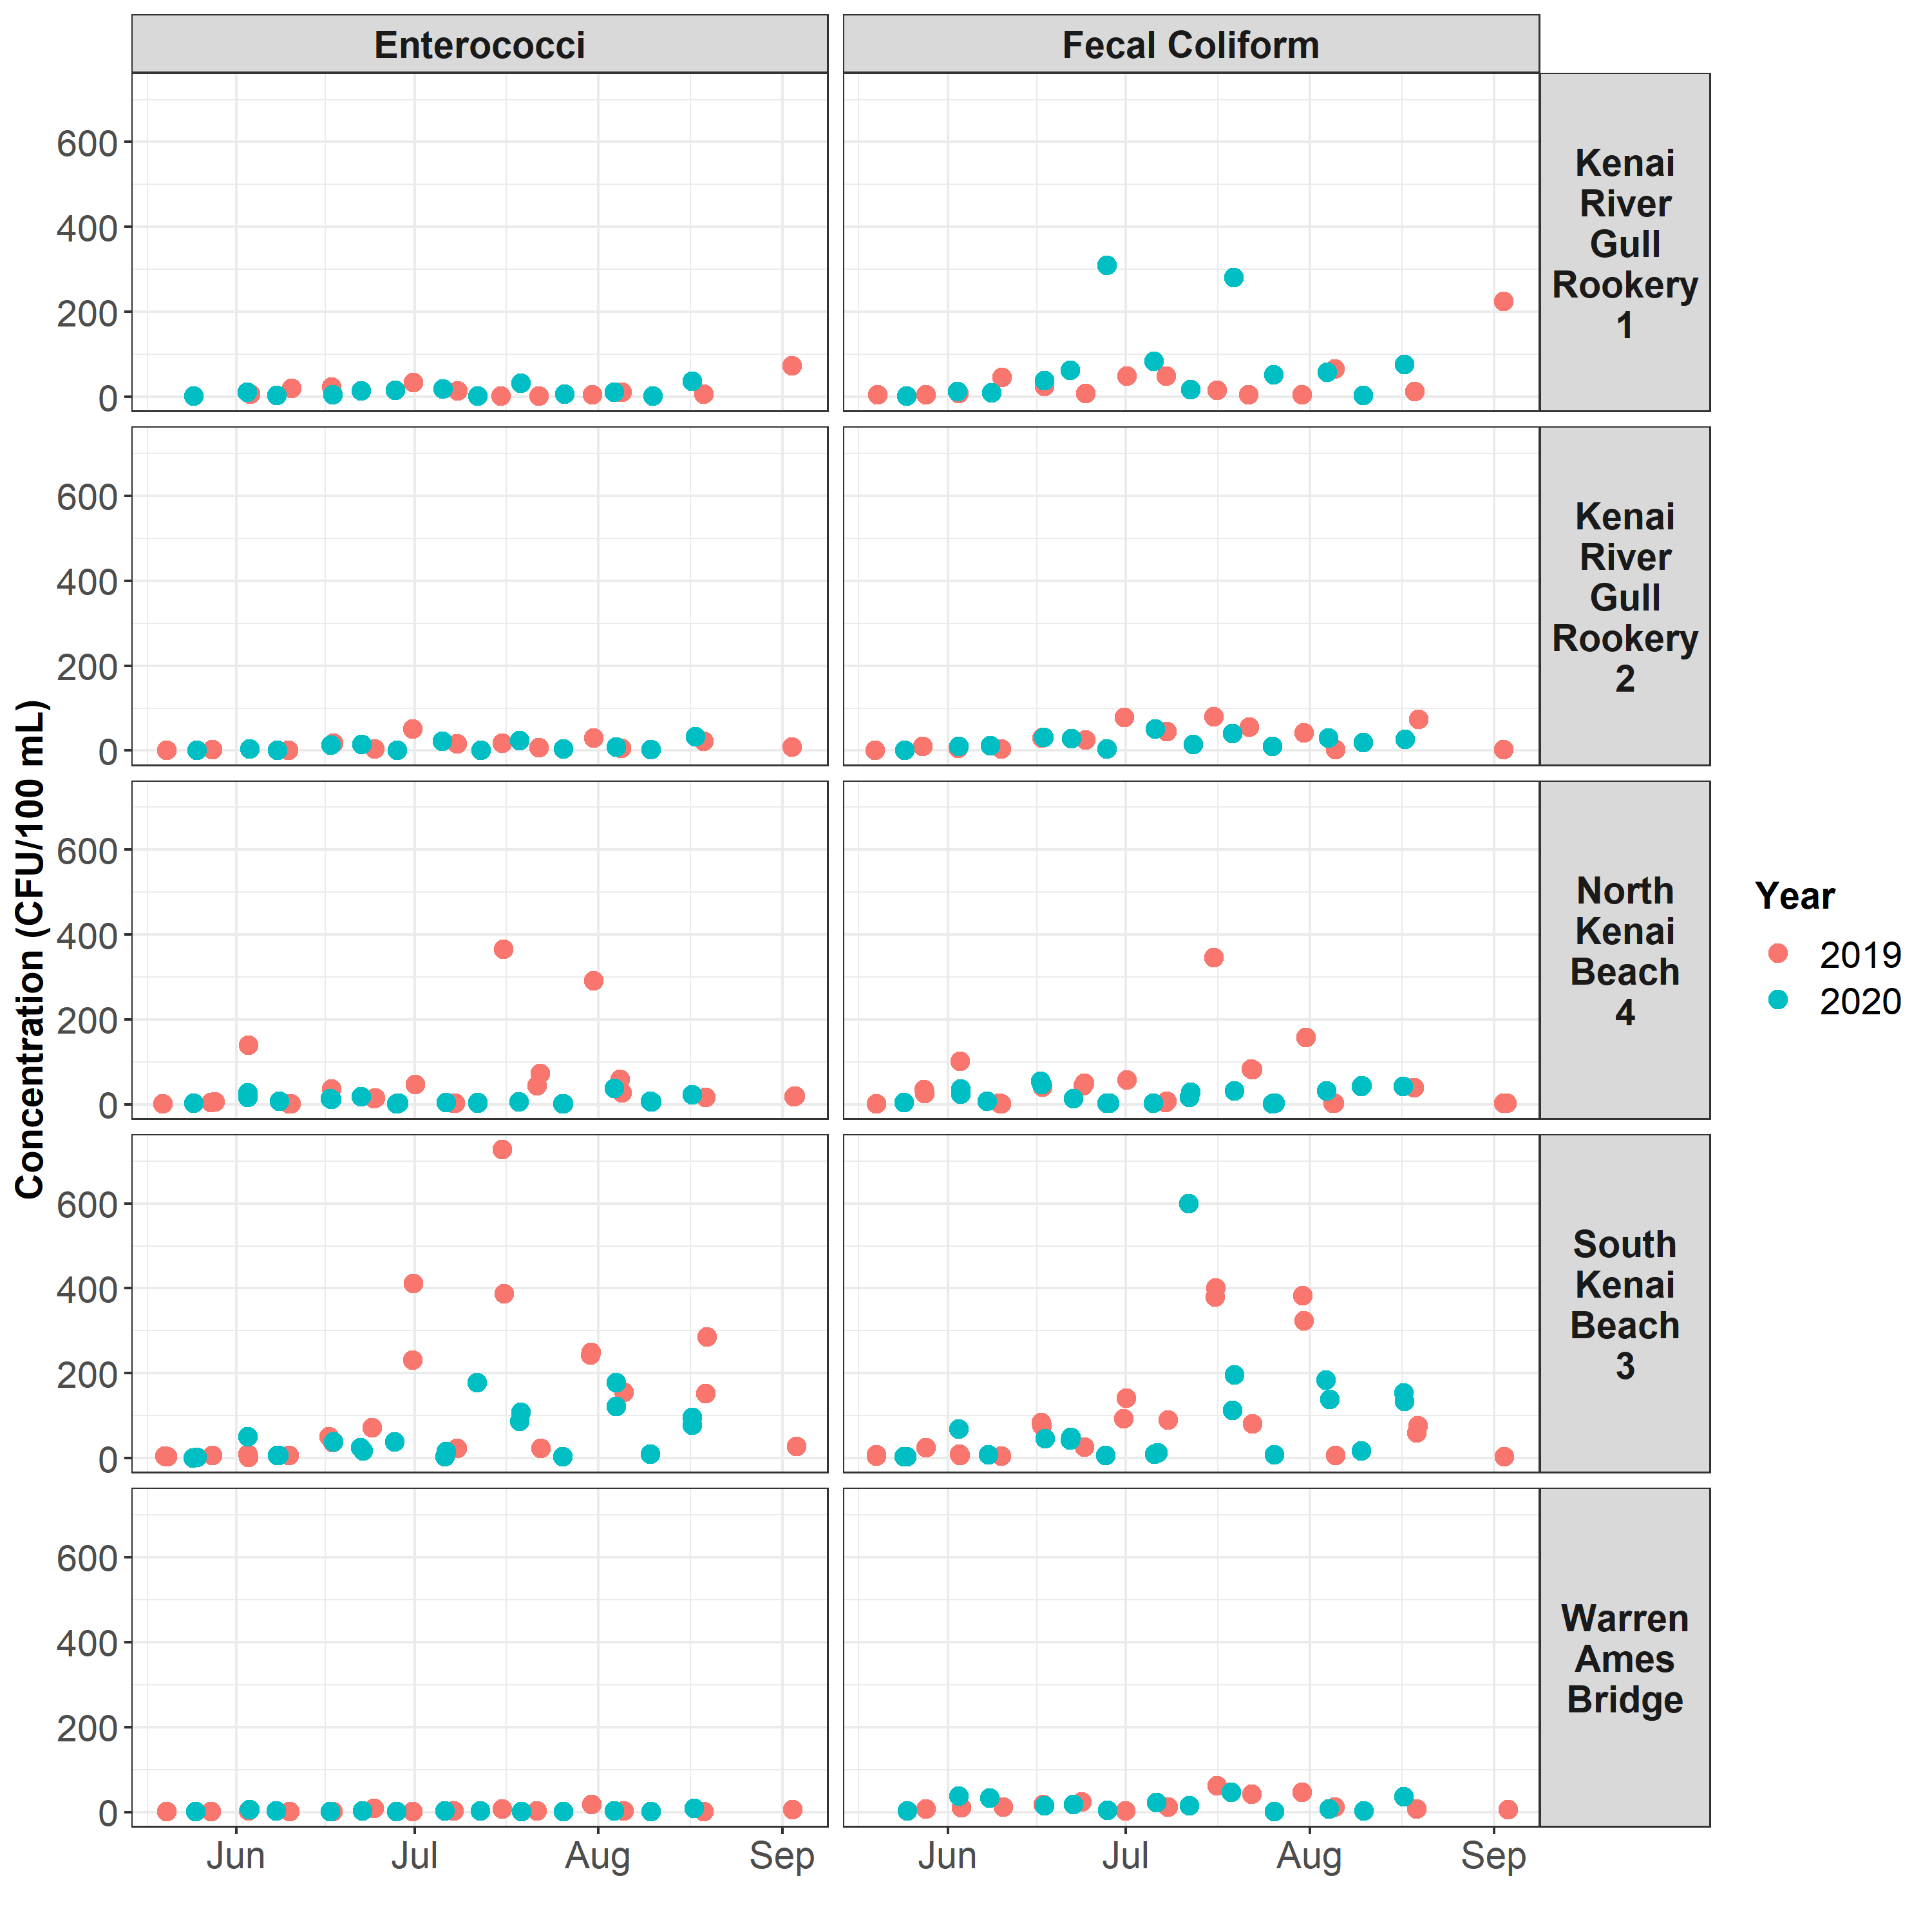 Enterococci
Fecal Coliform
600
400
200
0
Kenai
River
Gull
Rookery
1
600
400
200
0
Kenai
River
Gull
Rookery
2
Concentration (CFU/100 mL)
600
400
200
0
North
Kenai
Beach
4
Year
2019
2020
600
400
200
0
South
Kenai
Beach
3
600
400
200
0
Warren
Ames
Bridge
Jun
Jul
Aug
Sep
Jun
Jul
Aug
Sep